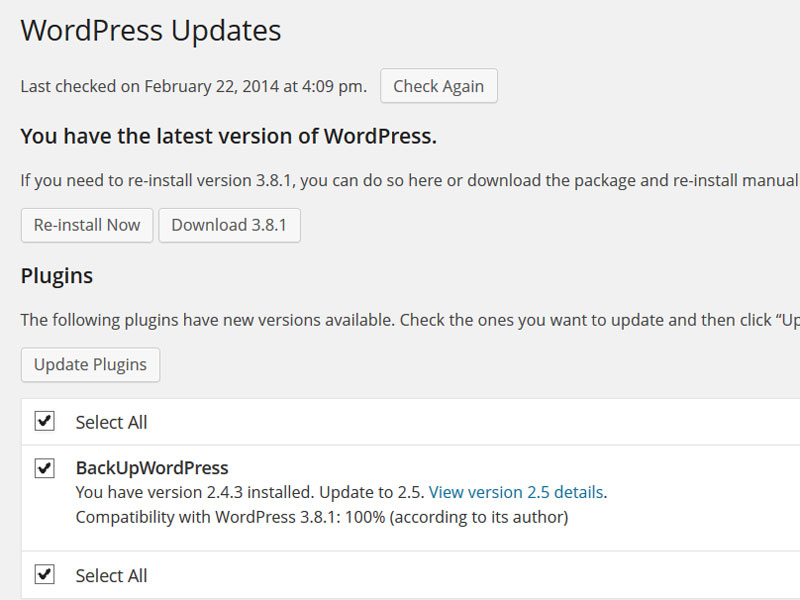 WordPress Updates
Last checked on February 22, 2014 at 4:09 pm. Check Again
You have the latest version of WordPress.
If you need to re-install version 3.8.1, you can do so here or download the package and re-install manual
Re-install Now Download 3.8.1
Plugins
The following plugins have new versions available. Check the ones you want to update and then click “Up
Update Plugins
Select All
BackUpWordPress
You have version 2.4.3 installed. Update to 2.5. View version 2.5 details.
Compatibility with WordPress 3.8.1: 100% (according to its author)
Select All